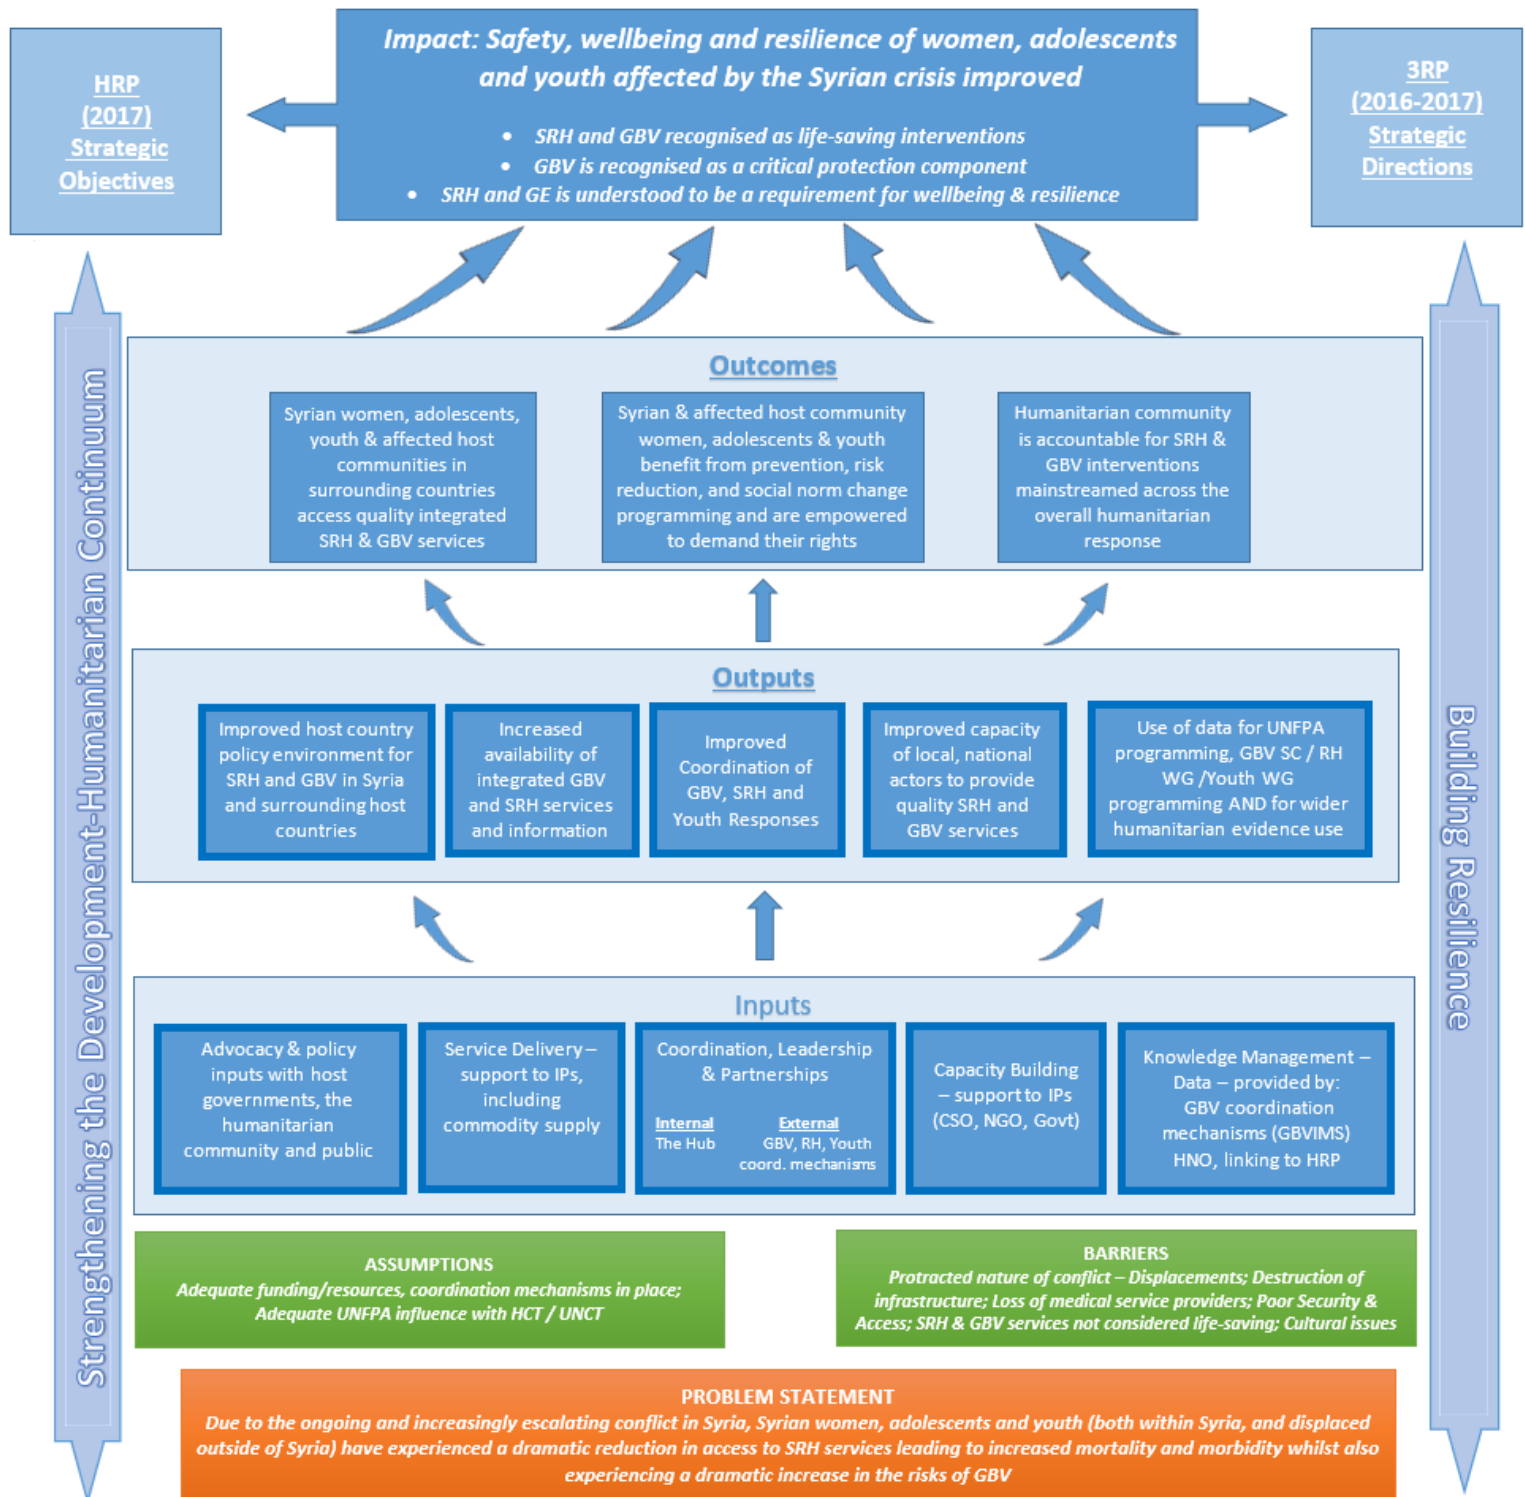 HRP
(2017)
Strategic
Objectives
Impact: Safety, wellbeing and resilience of women, adolescents
and youth affected by the Syrian crisis improved
• SRH and GBV recognised as life-saving interventions
• GBV is recognised as a critical protection component
• SRH and GE is understood to be a requirement for wellbeing & resilience
3RP
(2016-2017)
Strategic
Directions
Strengthening the Development-Humanitarian Continuum
Outcomes
Syrian women, adolescents,
youth & affected host
communities in
surrounding countries
access quality integrated
SRH & GBV services
Syrian & affected host community
women, adolescents & youth
benefit from prevention, risk
reduction, and social norm change
programming and are empowered
to demand their rights
Humanitarian community
is accountable for SRH &
GBV interventions
mainstreamed across the
overall humanitarian
response
Outputs
Improved host country
policy environment for
SRH and GBV in Syria
and surrounding host
countries
Increased
availability of
integrated GBV
and SRH services
and information
Improved
Coordination of
GBV, SRH and
Youth Responses
Improved capacity
of local, national
actors to provide
quality SRH and
GBV services
Use of data for UNFPA
programming, GBV SC / RH
WG /Youth WG
programming AND for wider
humanitarian evidence use
Inputs
Advocacy & policy
inputs with host
governments, the
humanitarian
community and public
Service Delivery –
support to IPs,
including
commodity supply
Coordination, Leadership
& Partnerships
Internal
The Hub
External
GBV, RH, Youth
coord. mechanisms
Capacity Building
– support to IPs
(CSO, NGO, Govt)
Knowledge Management –
Data – provided by:
GBV coordination
mechanisms (GBVIMS)
HNO, linking to HRP
Building Resilience
ASSUMPTIONS
Adequate funding/resources, coordination mechanisms in place;
Adequate UNFPA influence with HCT / UNCT
BARRIERS
Protracted nature of conflict – Displacements; Destruction of
infrastructure; Loss of medical service providers; Poor Security &
Access; SRH & GBV services not considered life-saving; Cultural issues
PROBLEM STATEMENT
Due to the ongoing and increasingly escalating conflict in Syria, Syrian women, adolescents and youth (both within Syria, and displaced
outside of Syria) have experienced a dramatic reduction in access to SRH services leading to increased mortality and morbidity whilst also
experiencing a dramatic increase in the risks of GBV